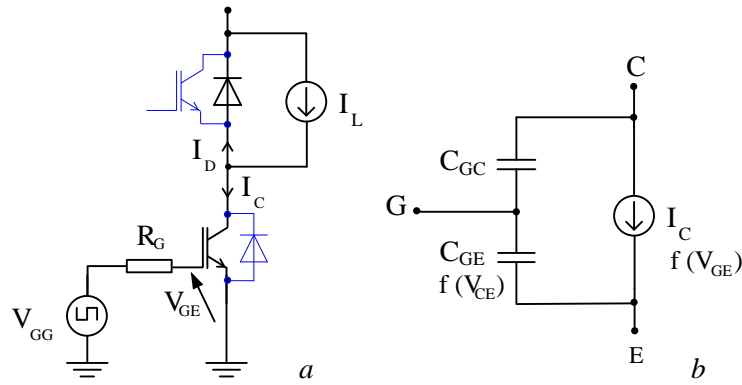 I_L
I_D
I_C
R_G
V_GE
V_GG
a
C
C_GC
G
I_C
f (V_GE)
C_GE
f (V_CE)
E
b